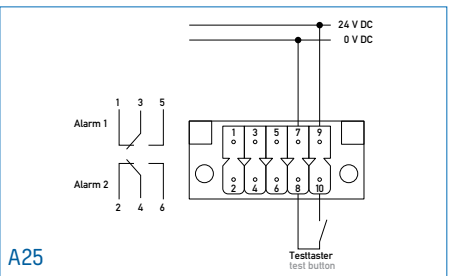 24 V DC
0 V DC
1 3 5
Alarm 1
Alarm 2
2 4 6
1 3 5 7 9
2 4 6 8 10
A25
Testtaster
test button